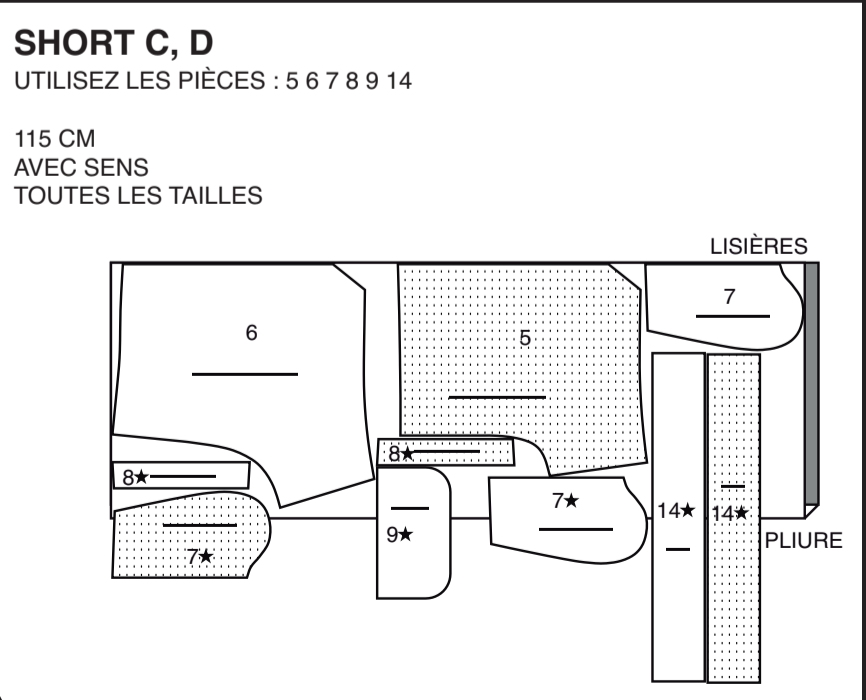 SHORT C, D
UTILISEZ LES PIÈCES : 5 6 7 8 9 14
115 CM
AVEC SENS
TOUTES LES TAILLES
LISIÈRES
7
6
5
8★
8★
7★
14★
14★
9★
7★
PLIURE